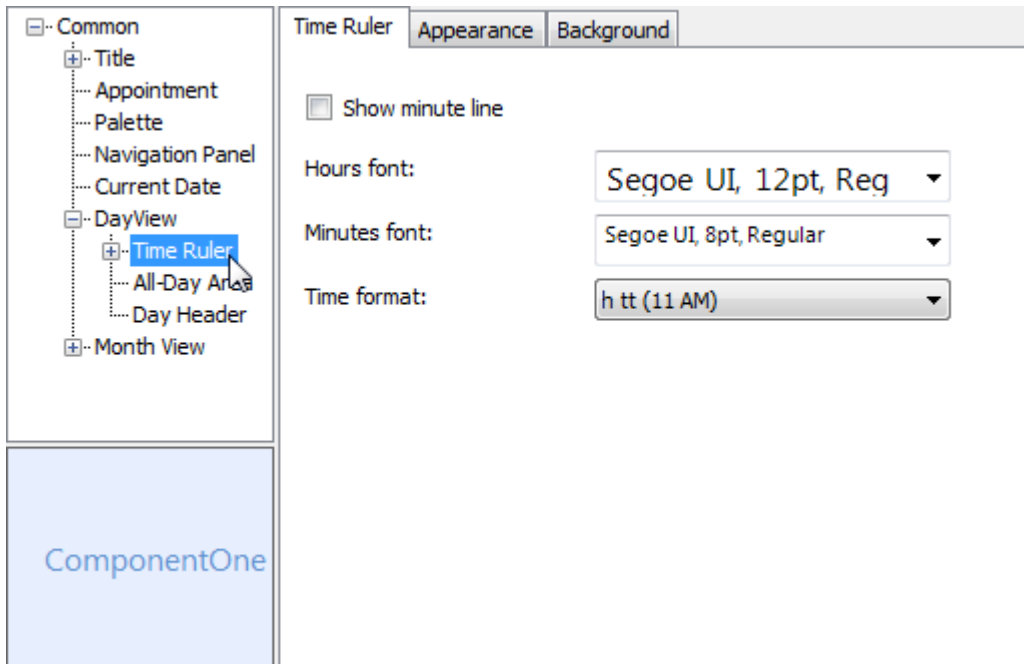 Common
Title
Appointment
Palette
Navigation Panel
Current Date
DayView
Time Ruler
All-Day Area
Day Header
Month View
ComponentOne
Time Ruler Appearance Background
Show minute line
Hours font: Segoe UI, 12pt, Reg
Minutes font: Segoe UI, 8pt, Regular
Time format: h tt (11 AM)